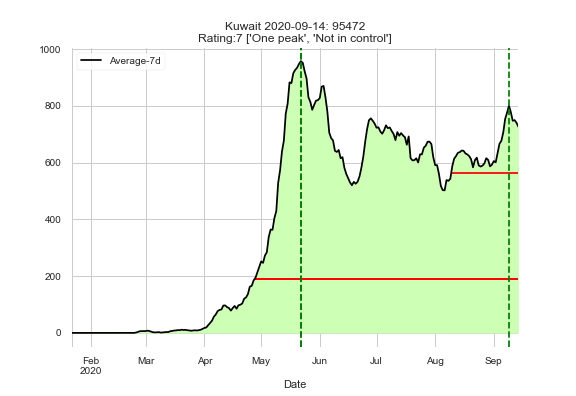 Kuwait 2020-09-14: 95472
Rating:7 ['One peak', 'Not in control']
Average-7d
1000
800
600
400
200
0
Feb
2020
Mar
Apr
May
Jun
Jul
Aug
Sep
Date